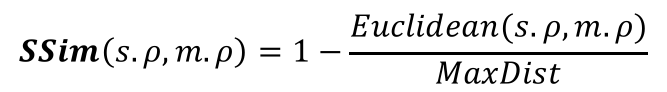 SSim(s.ρ, m.ρ) = 1 − Euclidean(s.ρ, m.ρ) / MaxDist